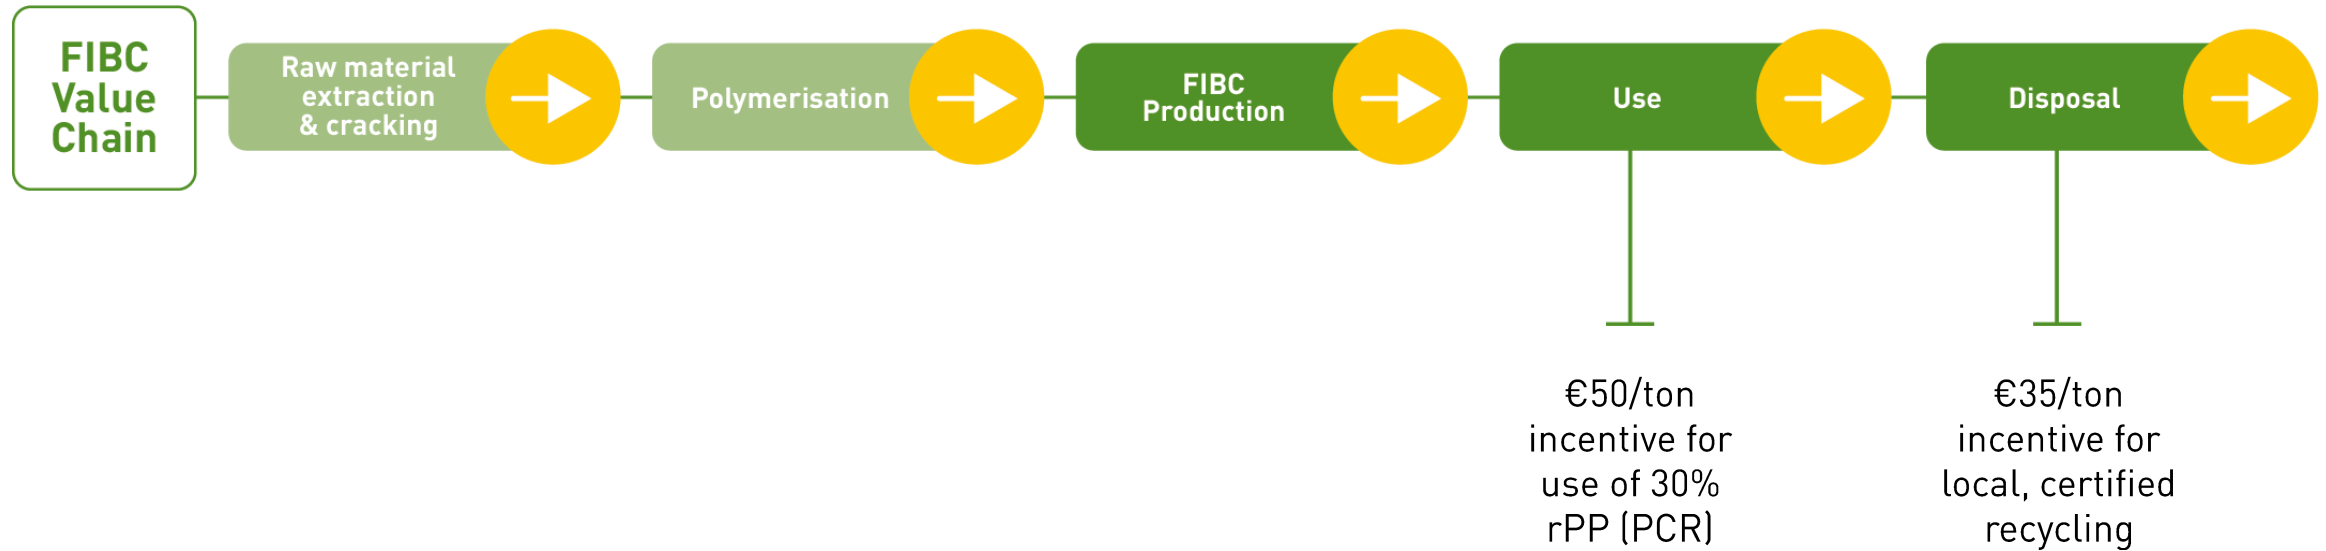 FIBC
Value
Chain
Raw material
extraction
& cracking
Polymerisation
FIBC
Production
Use
Disposal
€50/ton
incentive for
use of 30%
rPP (PCR)
€35/ton
incentive for
local, certified
recycling